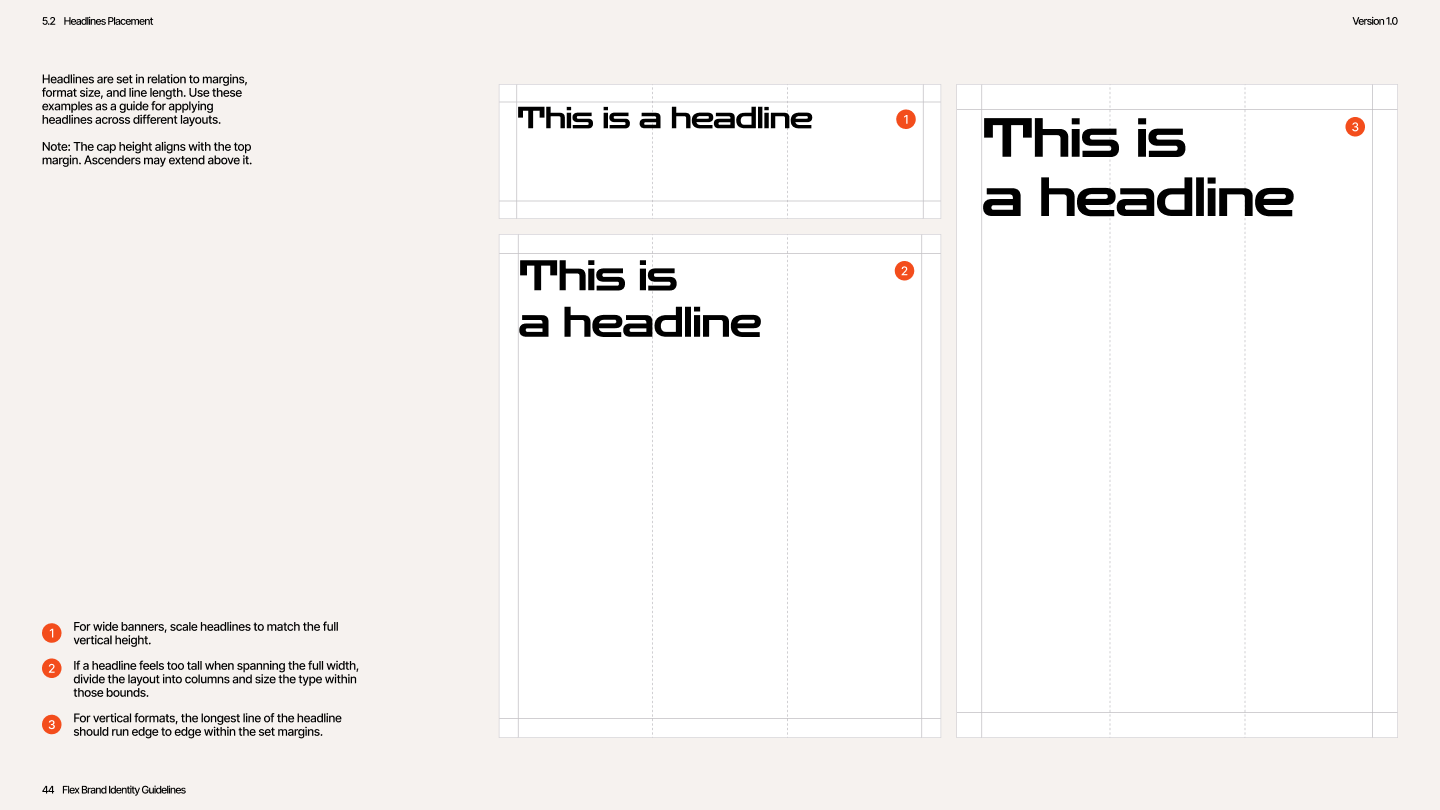 5.2 Headlines Placement
Version 1.0
Headlines are set in relation to margins,
format size, and line length. Use these
examples as a guide for applying
headlines across different layouts.
Note: The cap height aligns with the top
margin. Ascenders may extend above it.
1 For wide banners, scale headlines to match the full
vertical height.
2 If a headline feels too tall when spanning the full width,
divide the layout into columns and size the type within
those bounds.
3 For vertical formats, the longest line of the headline
should run edge to edge within the set margins.
This is a headline
1
This is
a headline
2
This is
a headline
3
44 Flex Brand Identity Guidelines